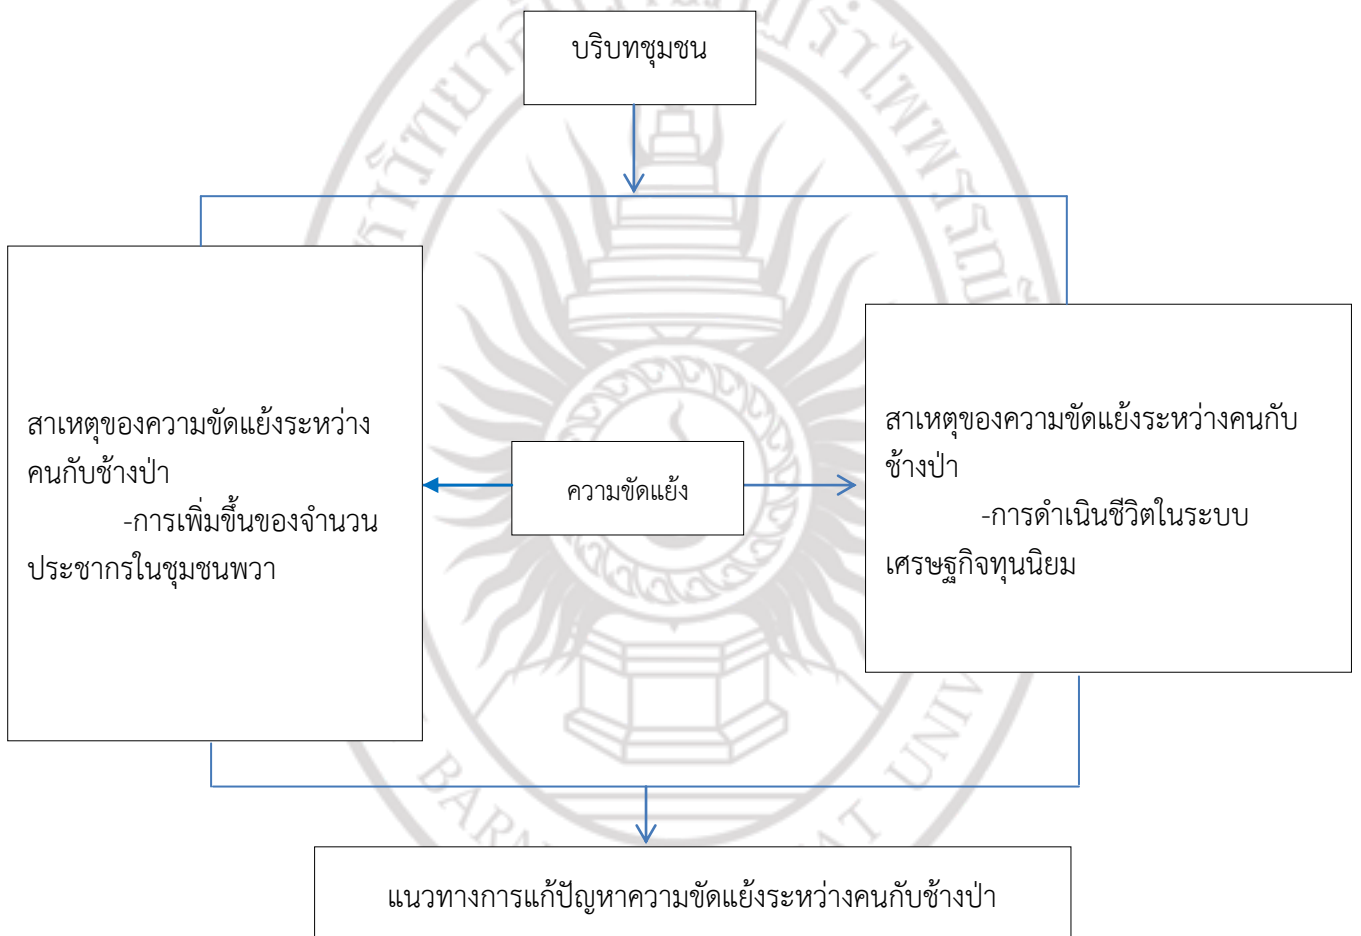 บริบทชุมชน
สาเหตุของความขัดแย้งระหว่าง
คนกับช้างป่า
-การเพิ่มขึ้นของจำนวน
ประชากรในชุมชนพวา
ความขัดแย้ง
สาเหตุของความขัดแย้งระหว่างคนกับ
ช้างป่า
-การดำเนินชีวิตในระบบ
เศรษฐกิจทุนนิยม
แนวทางการแก้ปัญหาความขัดแย้งระหว่างคนกับช้างป่า